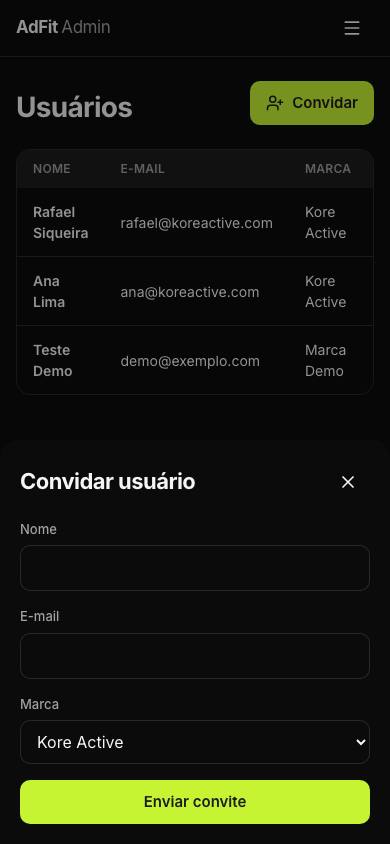 AdFit Admin
Usuários
Convidar
NOME E-MAIL MARCA
Rafael Siqueira rafael@koreactive.com Kore Active
Ana Lima ana@koreactive.com Kore Active
Teste Demo demo@exemplo.com Marca Demo
Convidar usuário
Nome
E-mail
Marca
Kore Active
Enviar convite